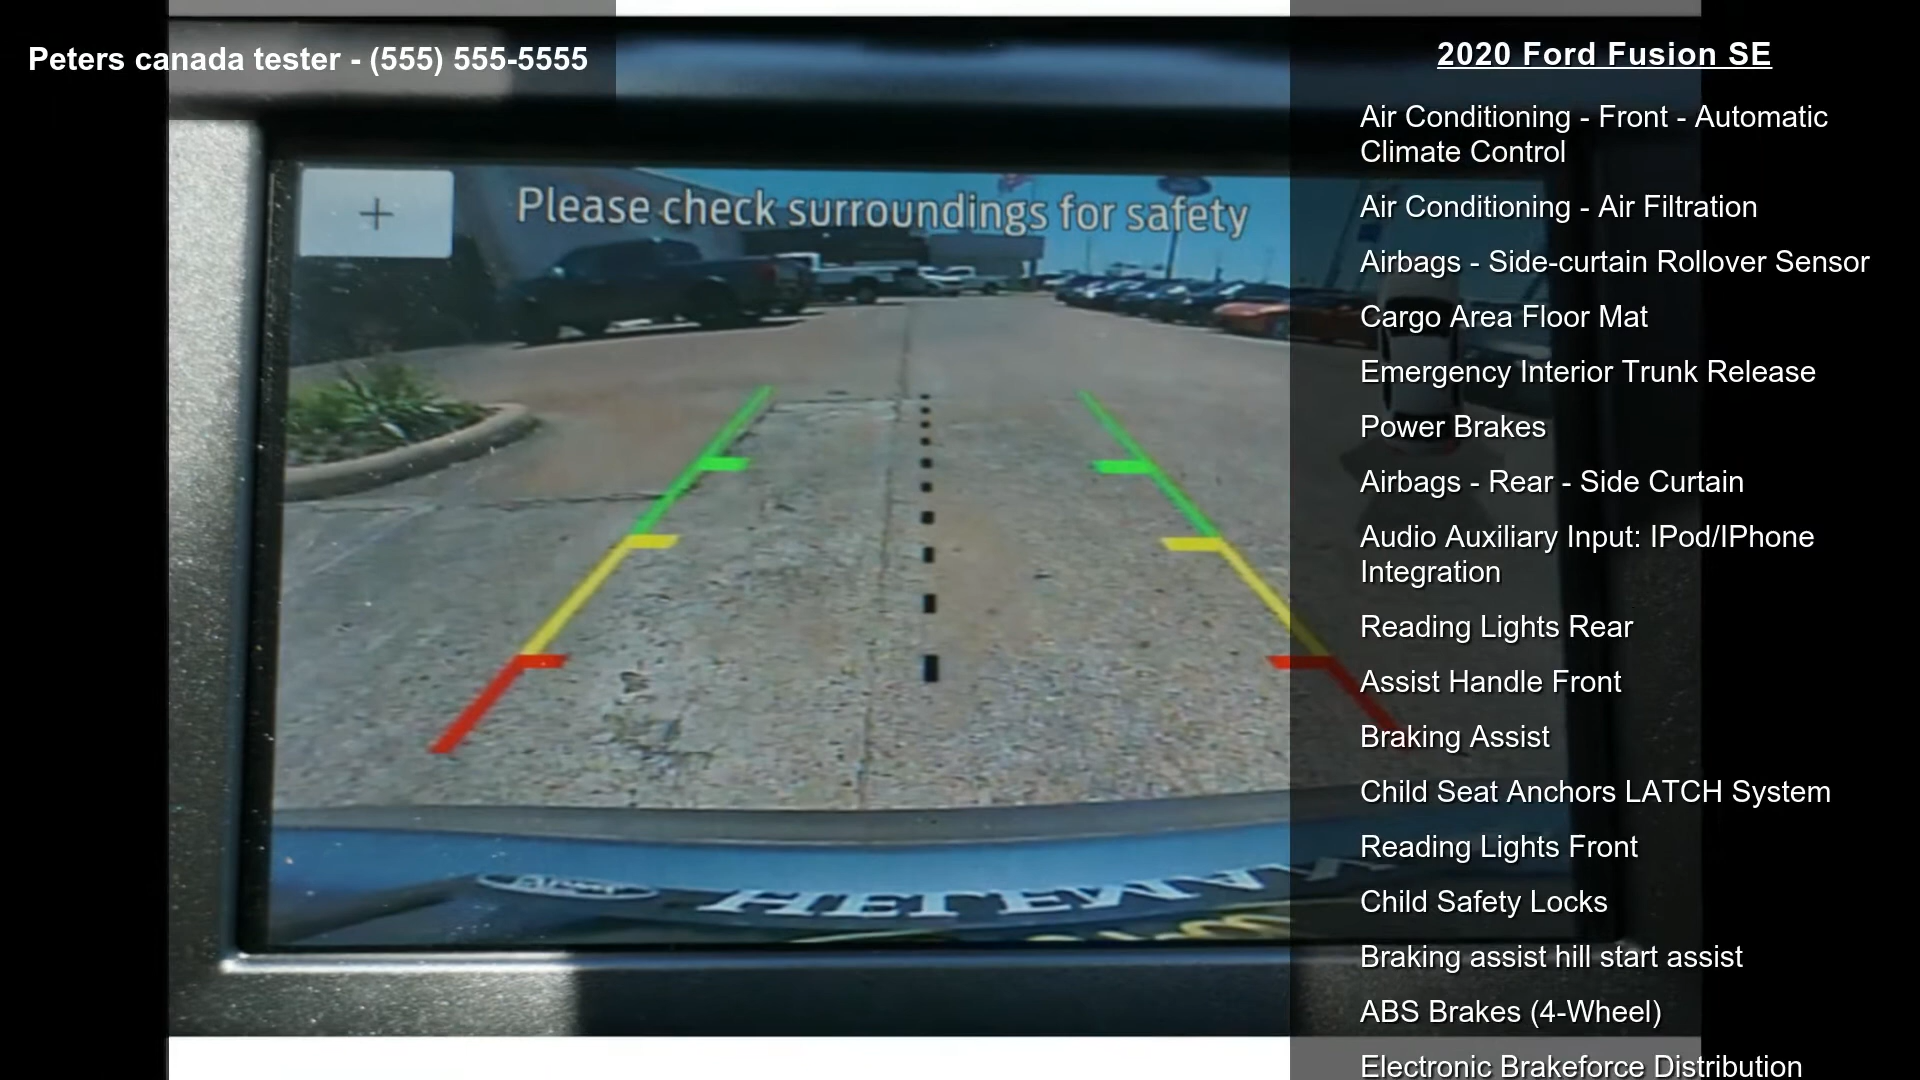 Peters canada tester - (555) 555-5555
2020 Ford Fusion SE
Please check surroundings for safety
Air Conditioning - Front - Automatic
Climate Control
Air Conditioning - Air Filtration
Airbags - Side-curtain Rollover Sensor
Cargo Area Floor Mat
Emergency Interior Trunk Release
Power Brakes
Airbags - Rear - Side Curtain
Audio Auxiliary Input: IPod/IPhone
Integration
Reading Lights Rear
Assist Handle Front
Braking Assist
Child Seat Anchors LATCH System
Reading Lights Front
Child Safety Locks
Braking assist hill start assist
ABS Brakes (4-Wheel)
Electronic Brakeforce Distribution